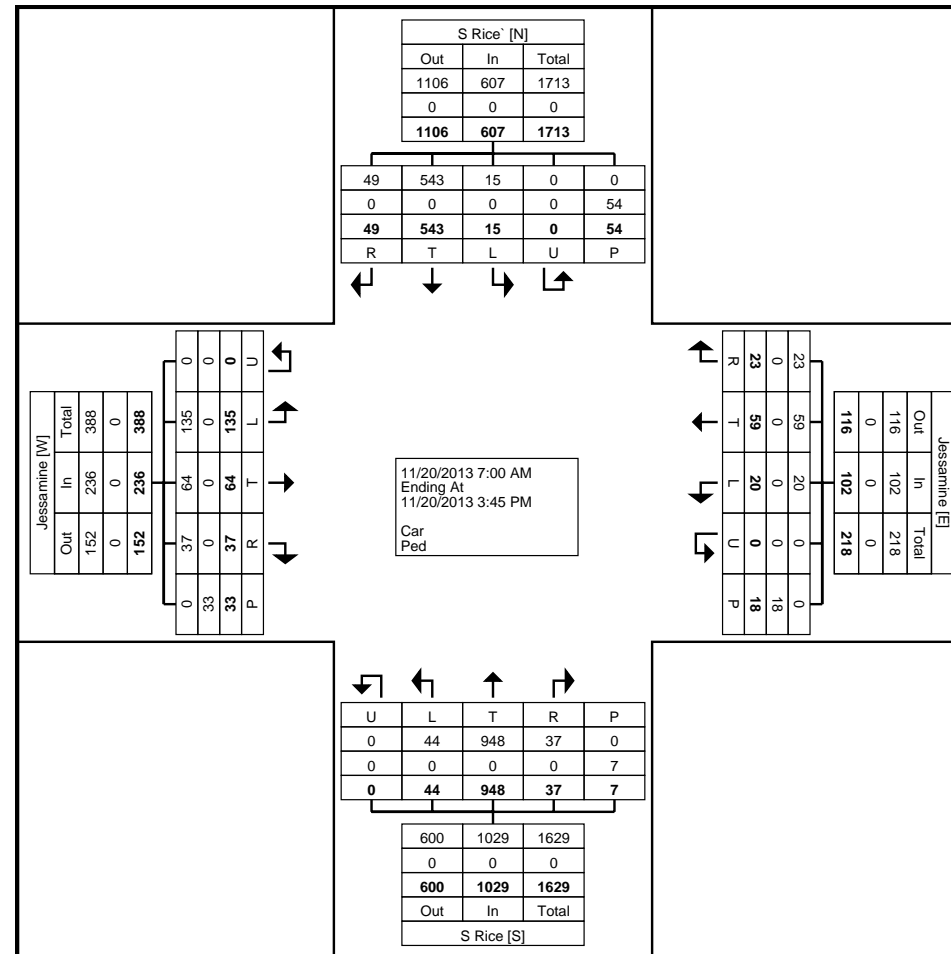 S Rice` [N]
Out In Total
1106 607 1713
0 0 0
1106 607 1713
49 543 15 0 0
0 0 0 0 54
49 543 15 0 54
R T L U P
Jessamine [W]
Total In Out
388 236 152
0 0 0
388 236 152
0 135 64 37 0
0 0 0 0 33
0 135 64 37 33
U L T R P
11/20/2013 7:00 AM
Ending At
11/20/2013 3:45 PM
Car
Ped
Jessamine [E]
Out In Total
116 102 218
0 0 0
116 102 218
23 59 20 0 0
0 0 0 0 18
23 59 20 0 18
R T L U P
U L T R P
0 44 948 37 0
0 0 0 0 7
0 44 948 37 7
600 1029 1629
0 0 0
600 1029 1629
Out In Total
S Rice [S]